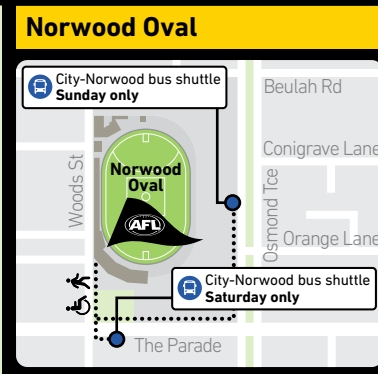 Norwood Oval
City-Norwood bus shuttle
Sunday only
Beulah Rd
Conigrave Lane
Woods St
Norwood
Oval
AFL
Osmond Tce
Orange Lane
City-Norwood bus shuttle
Saturday only
The Parade